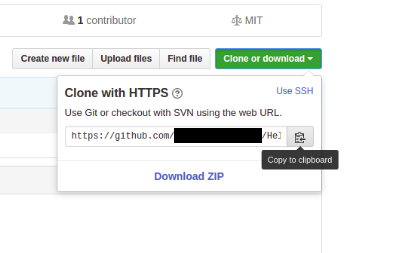 1 contributor MIT
Create new file Upload files Find file Clone or download
Clone with HTTPS Use SSH
Use Git or checkout with SVN using the web URL.
https://github.com/ /Hel
Copy to clipboard
Download ZIP